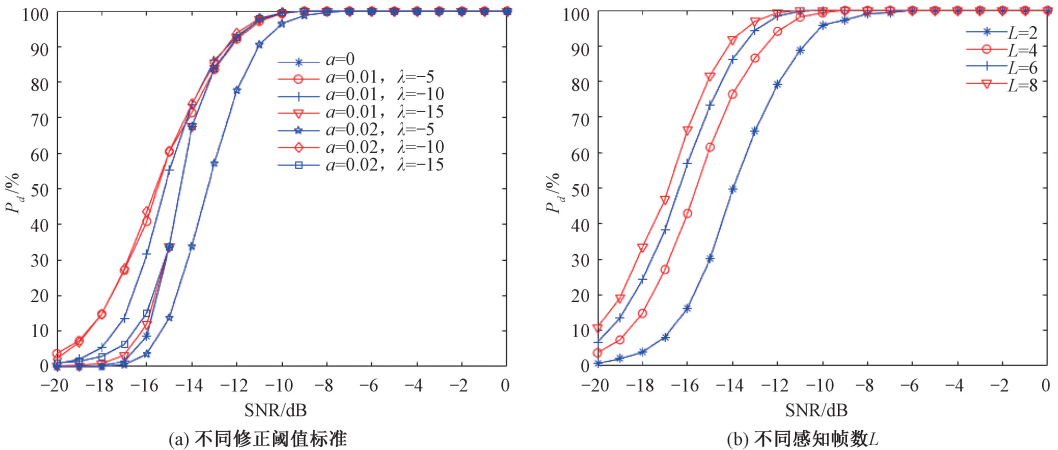 100
90
80
70
60
50
40
30
20
10
0
P_d/%
−20 −18 −16 −14 −12 −10 −8 −6 −4 −2 0
SNR/dB
a=0
a=0.01，λ=−5
a=0.01，λ=−10
a=0.01，λ=−15
a=0.02，λ=−5
a=0.02，λ=−10
a=0.02，λ=−15
(a) 不同修正阈值标准
100
90
80
70
60
50
40
30
20
10
0
P_d/%
−20 −18 −16 −14 −12 −10 −8 −6 −4 −2 0
SNR/dB
L=2
L=4
L=6
L=8
(b) 不同感知帧数L